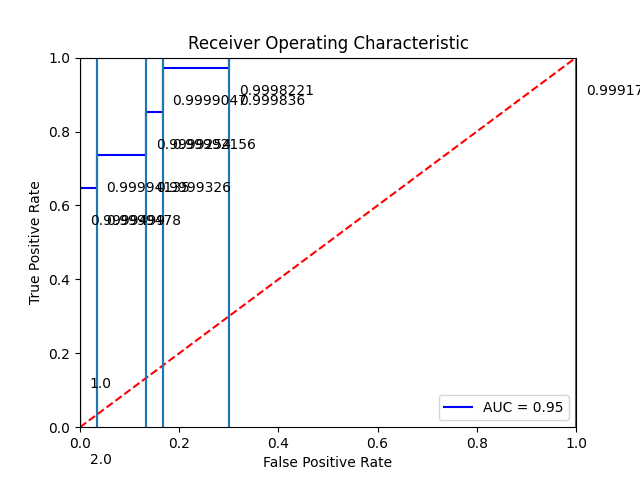 Receiver Operating Characteristic
1.0
0.9998221
0.99917
0.9999047
0.999836
0.8
0.99994135
0.9999326
0.6
True Positive Rate
0.4
0.2
1.0
AUC = 0.95
0.0
0.0 0.2 0.4 0.6 0.8 1.0
2.0
False Positive Rate